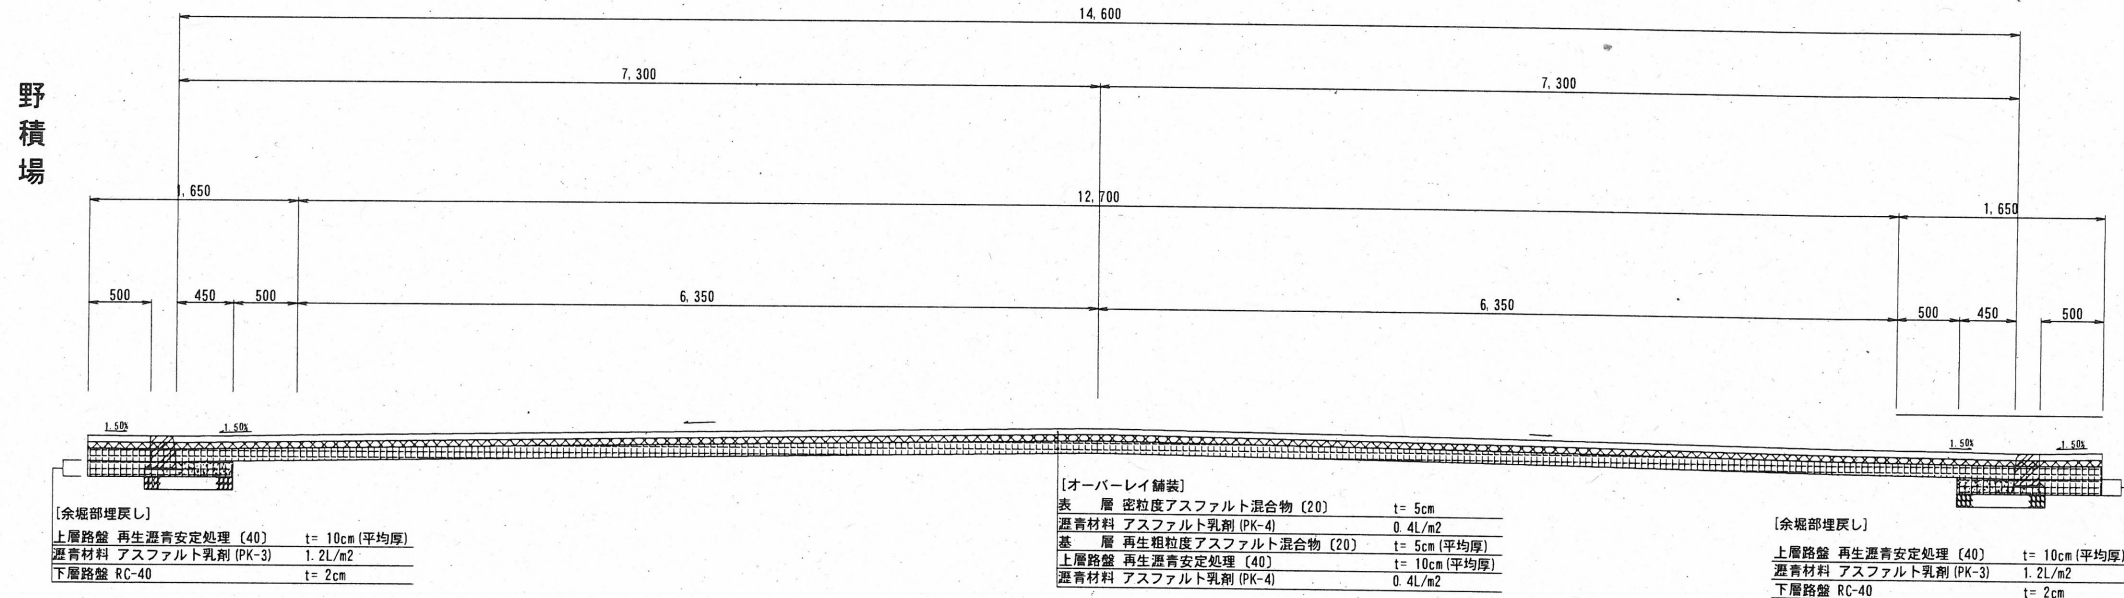 14,600
7,300
7,300
野積場
1,650
12,700
1,650
500
450
500
6,350
6,350
500
450
500
1.50%
1.50%
1.50%
1.50%
[オーバーレイ舗装]
表　層 密粒度アスファルト混合物〔20〕 t= 5cm
瀝青材料 アスファルト乳剤(PK-4) 0.4L/m2
基　層 再生粗粒度アスファルト混合物〔20〕 t= 5cm(平均厚)
上層路盤 再生瀝青安定処理〔40〕 t= 10cm(平均厚)
瀝青材料 アスファルト乳剤(PK-4) 0.4L/m2
[余堀部埋戻し]
上層路盤 再生瀝青安定処理〔40〕 t= 10cm(平均厚)
瀝青材料 アスファルト乳剤(PK-3) 1.2L/m2
下層路盤 RC-40 t= 2cm
[余堀部埋戻し]
上層路盤 再生瀝青安定処理〔40〕 t= 10cm(平均厚)
瀝青材料 アスファルト乳剤(PK-3) 1.2L/m2
下層路盤 RC-40 t= 2cm